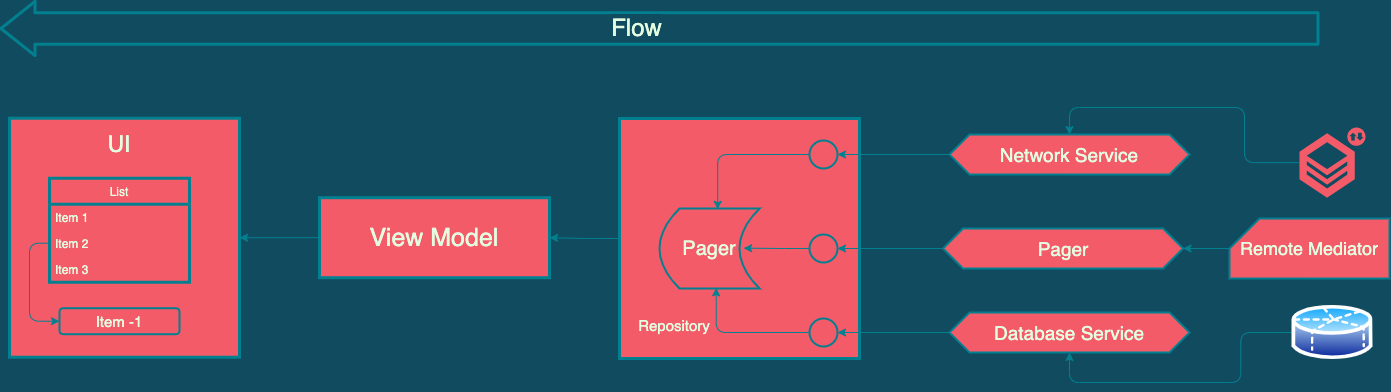 Flow
UI
List
Item 1
Item 2
Item 3
Item -1
View Model
Pager
Repository
Network Service
Pager
Database Service
Remote Mediator